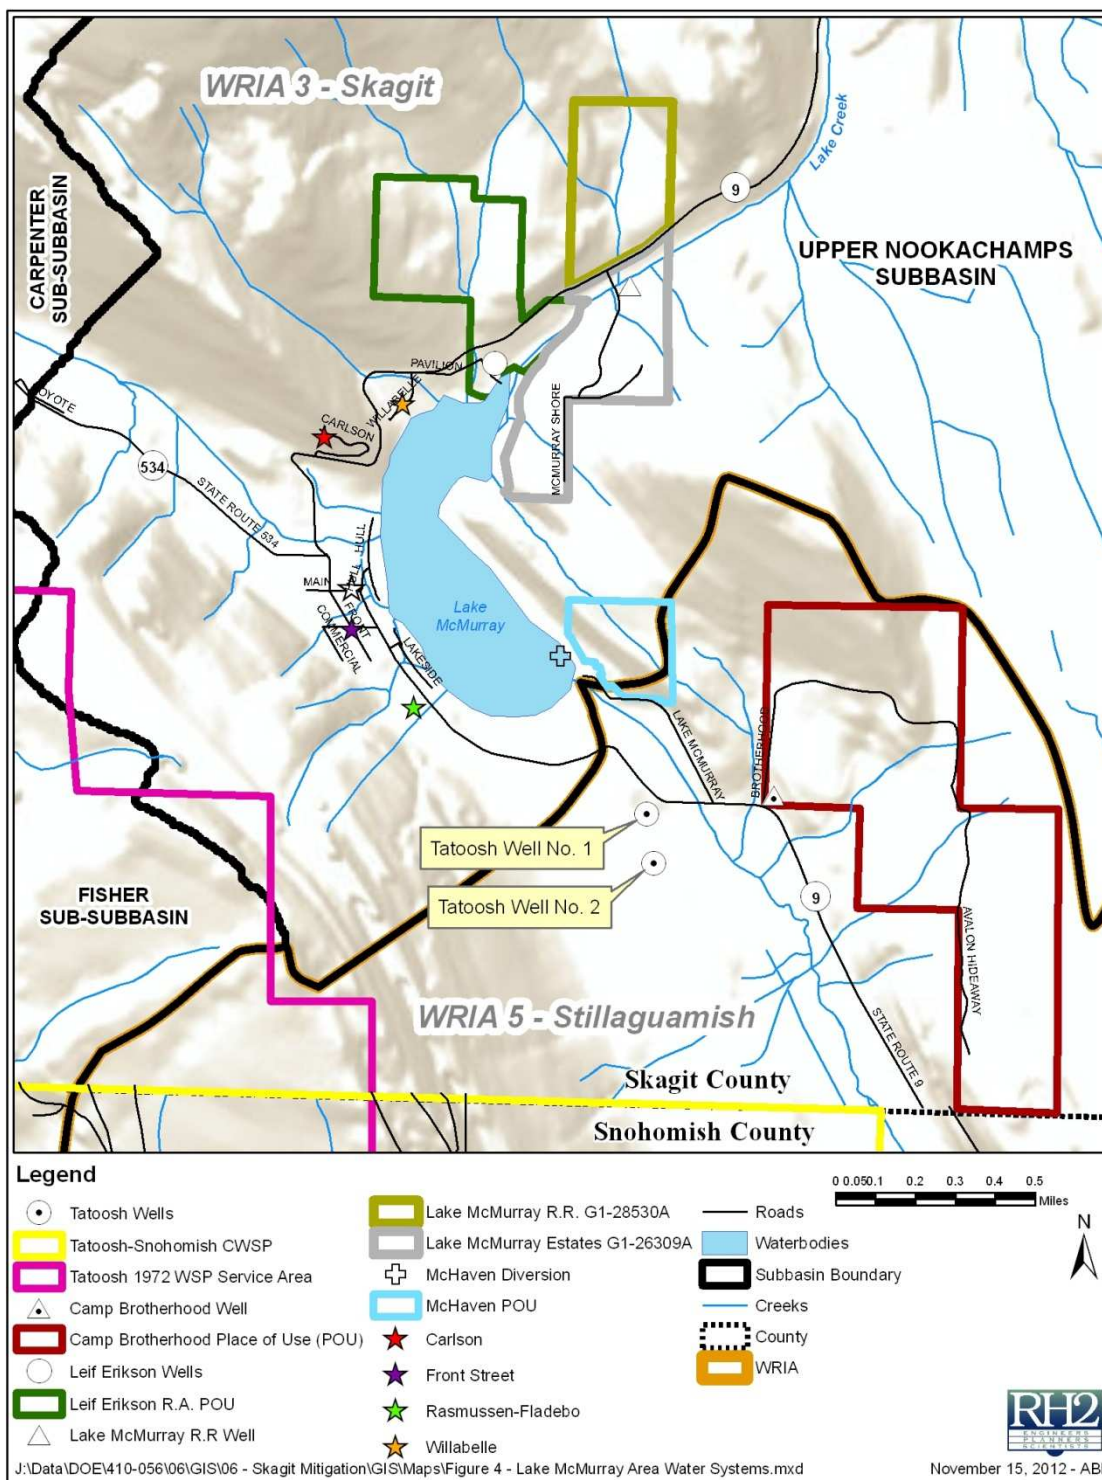 WRIA 3 - Skagit
Lake Creek
9
CARPENTER
SUB-SUBBASIN
UPPER NOOKACHAMPS
SUBBASIN
PAVILION
WILLABELLE
OYOTE
CARLSON
MCMURRAY SHORE
534
STATE ROUTE 534
HULL
HILL
MAIN
FRONT
COMMERCIAL
Lake
McMurray
LAKESIDE
LAKE MCMURRAY
BROTHERHOOD
Tatoosh Well No. 1
Tatoosh Well No. 2
FISHER
SUB-SUBBASIN
9
AVALON HIDEAWAY
WRIA 5 - Stillaguamish
STATE ROUTE 9
Skagit County
Snohomish County
Legend
Tatoosh Wells
Tatoosh-Snohomish CWSP
Tatoosh 1972 WSP Service Area
Camp Brotherhood Well
Camp Brotherhood Place of Use (POU)
Leif Erikson Wells
Leif Erikson R.A. POU
Lake McMurray R.R Well
Lake McMurray R.R. G1-28530A
Lake McMurray Estates G1-26309A
McHaven Diversion
McHaven POU
Carlson
Front Street
Rasmussen-Fladebo
Willabelle
Roads
Waterbodies
Subbasin Boundary
Creeks
County
WRIA
0 0.050.1 0.2 0.3 0.4 0.5
Miles
N
RH2
ENGINEERS
PLANNERS
SCIENTISTS
J:\Data\DOE\410-056\06\GIS\06 - Skagit Mitigation\GIS\Maps\Figure 4 - Lake McMurray Area Water Systems.mxd
November 15, 2012 - ABI